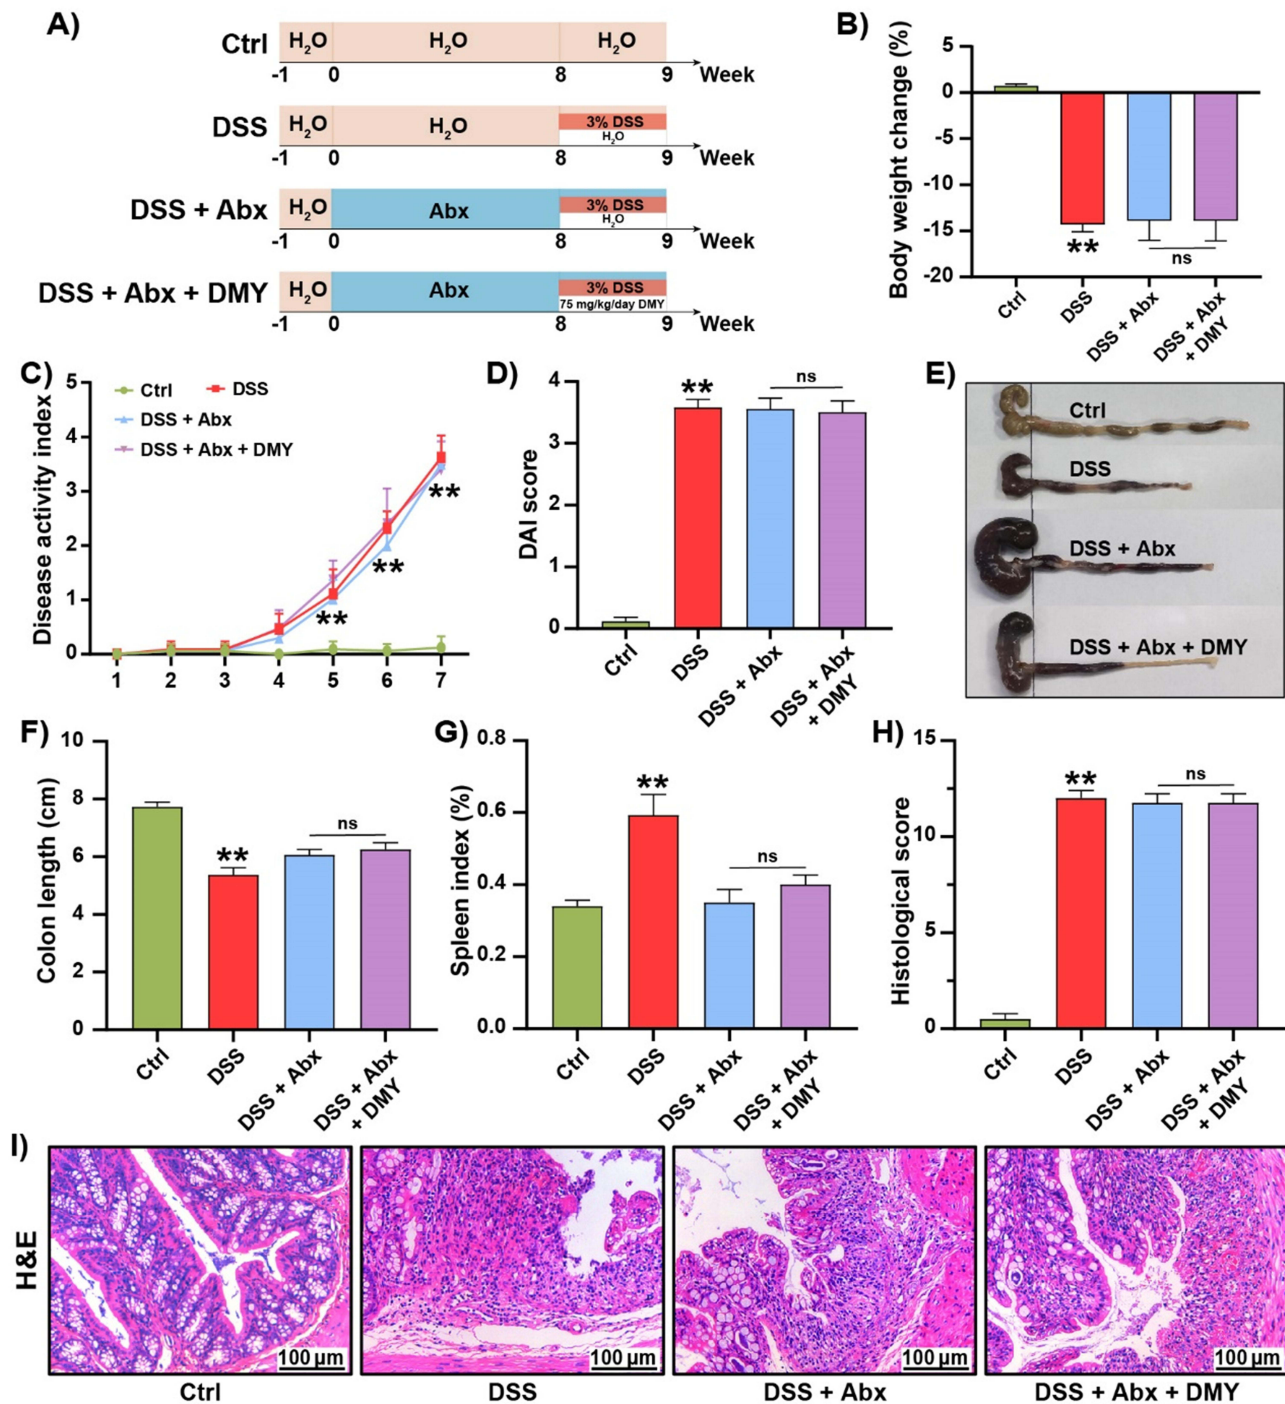 A)
Ctrl
H2O H2O H2O
-1 0 8 9 Week
DSS
H2O H2O 3% DSS
H2O
-1 0 8 9 Week
DSS + Abx
H2O Abx 3% DSS
H2O
-1 0 8 9 Week
DSS + Abx + DMY
H2O Abx 3% DSS
75 mg/kg/day DMY
-1 0 8 9 Week
B)
Body weight change (%)
5
0
-5
-10
-15
-20
**
ns
Ctrl
DSS
DSS + Abx
DSS + Abx
+ DMY
C)
Disease activity index
5
4
3
2
1
0
Ctrl DSS
DSS + Abx
DSS + Abx + DMY
**
**
**
1 2 3 4 5 6 7
D)
DAI score
4
3
2
1
0
**
ns
Ctrl
DSS
DSS + Abx
DSS + Abx
+ DMY
E)
Ctrl
DSS
DSS + Abx
DSS + Abx + DMY
F)
Colon length (cm)
10
8
6
4
2
0
**
ns
Ctrl
DSS
DSS + Abx
DSS + Abx
+ DMY
G)
Spleen index (%)
0.8
0.6
0.4
0.2
0.0
**
ns
Ctrl
DSS
DSS + Abx
DSS + Abx
+ DMY
H)
Histological score
15
10
5
0
**
ns
Ctrl
DSS
DSS + Abx
DSS + Abx
+ DMY
I)
H&E
100 µm 100 µm 100 µm 100 µm
Ctrl DSS DSS + Abx DSS + Abx + DMY